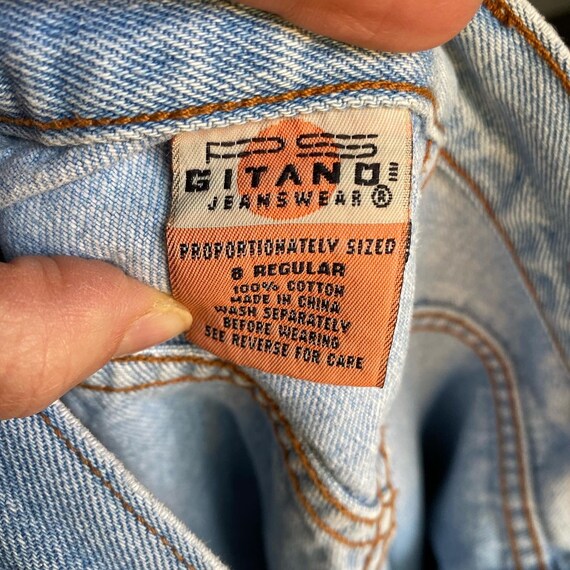 PS
GITANO
JEANSWEAR ®
PROPORTIONATELY SIZED
8 REGULAR
100% COTTON
MADE IN CHINA
WASH SEPARATELY
BEFORE WEARING
SEE REVERSE FOR CARE